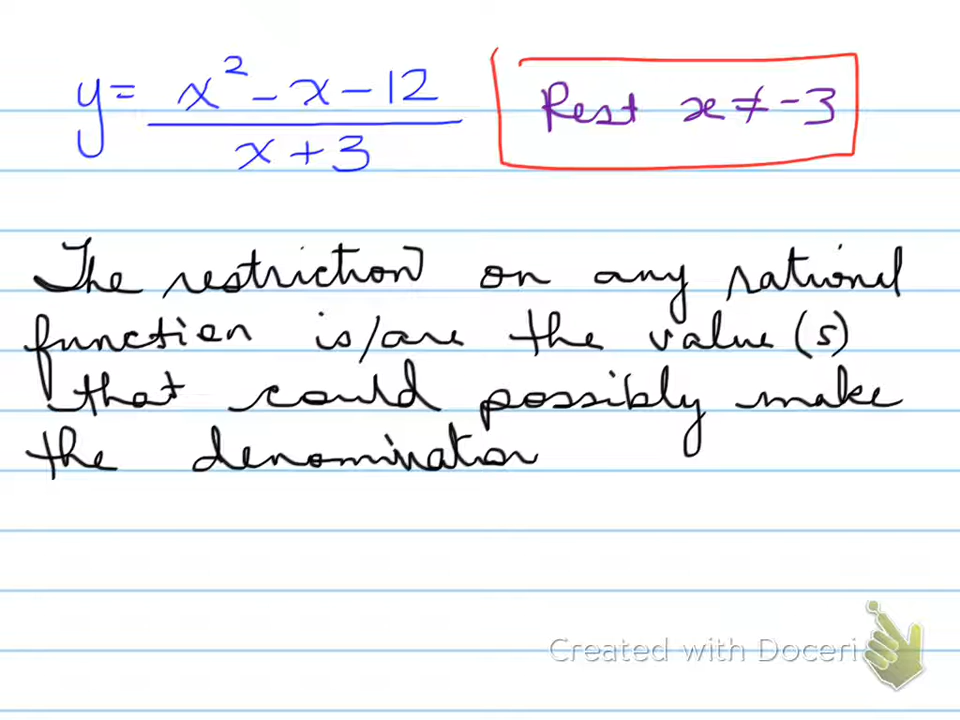 y = x² - x - 12 / x + 3
Rest x ≠ -3
The restriction on any rational
function is/are the value(s)
that could possibly make
the denominator
Created with Doceri